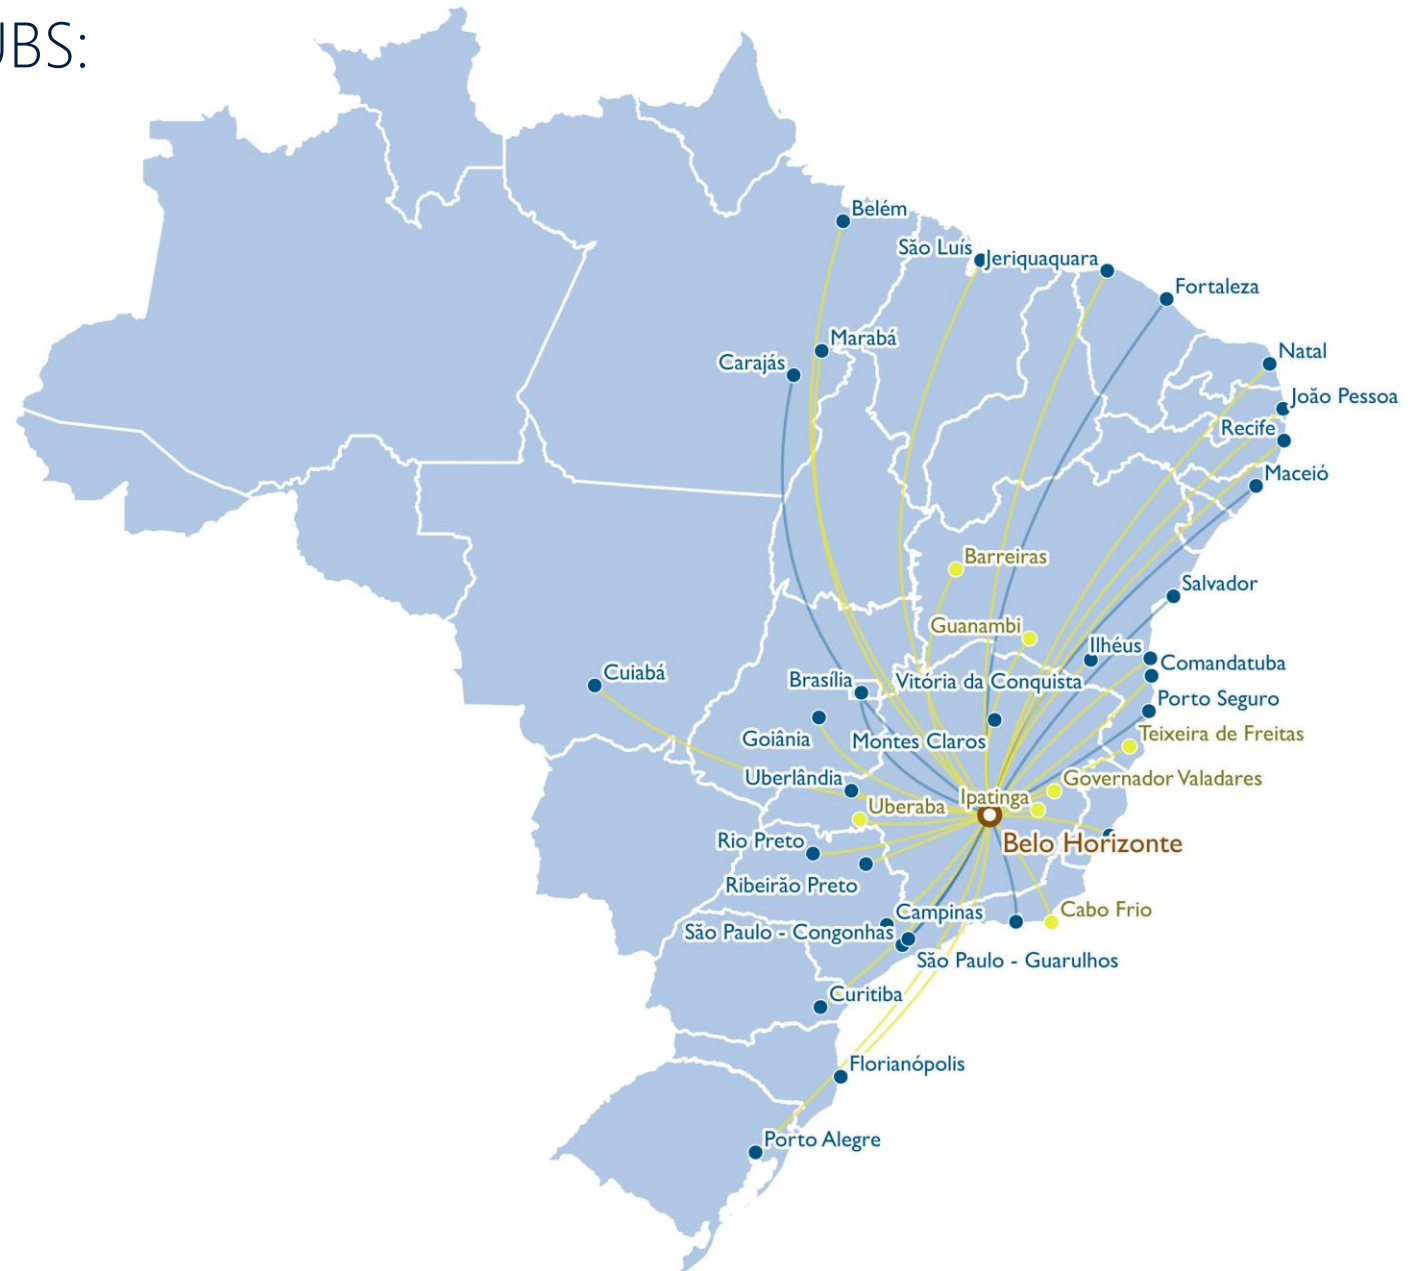 UBS:
Belém
São Luís
Jeriquaquara
Fortaleza
Marabá
Carajás
Natal
João Pessoa
Recife
Maceió
Barreiras
Salvador
Guanambi
Ilhéus
Comandatuba
Cuiabá
Brasília
Vitória da Conquista
Porto Seguro
Goiânia
Montes Claros
Teixeira de Freitas
Uberlândia
Governador Valadares
Uberaba
Ipatinga
Rio Preto
Belo Horizonte
Ribeirão Preto
Campinas
Cabo Frio
São Paulo - Congonhas
São Paulo - Guarulhos
Curitiba
Florianópolis
Porto Alegre